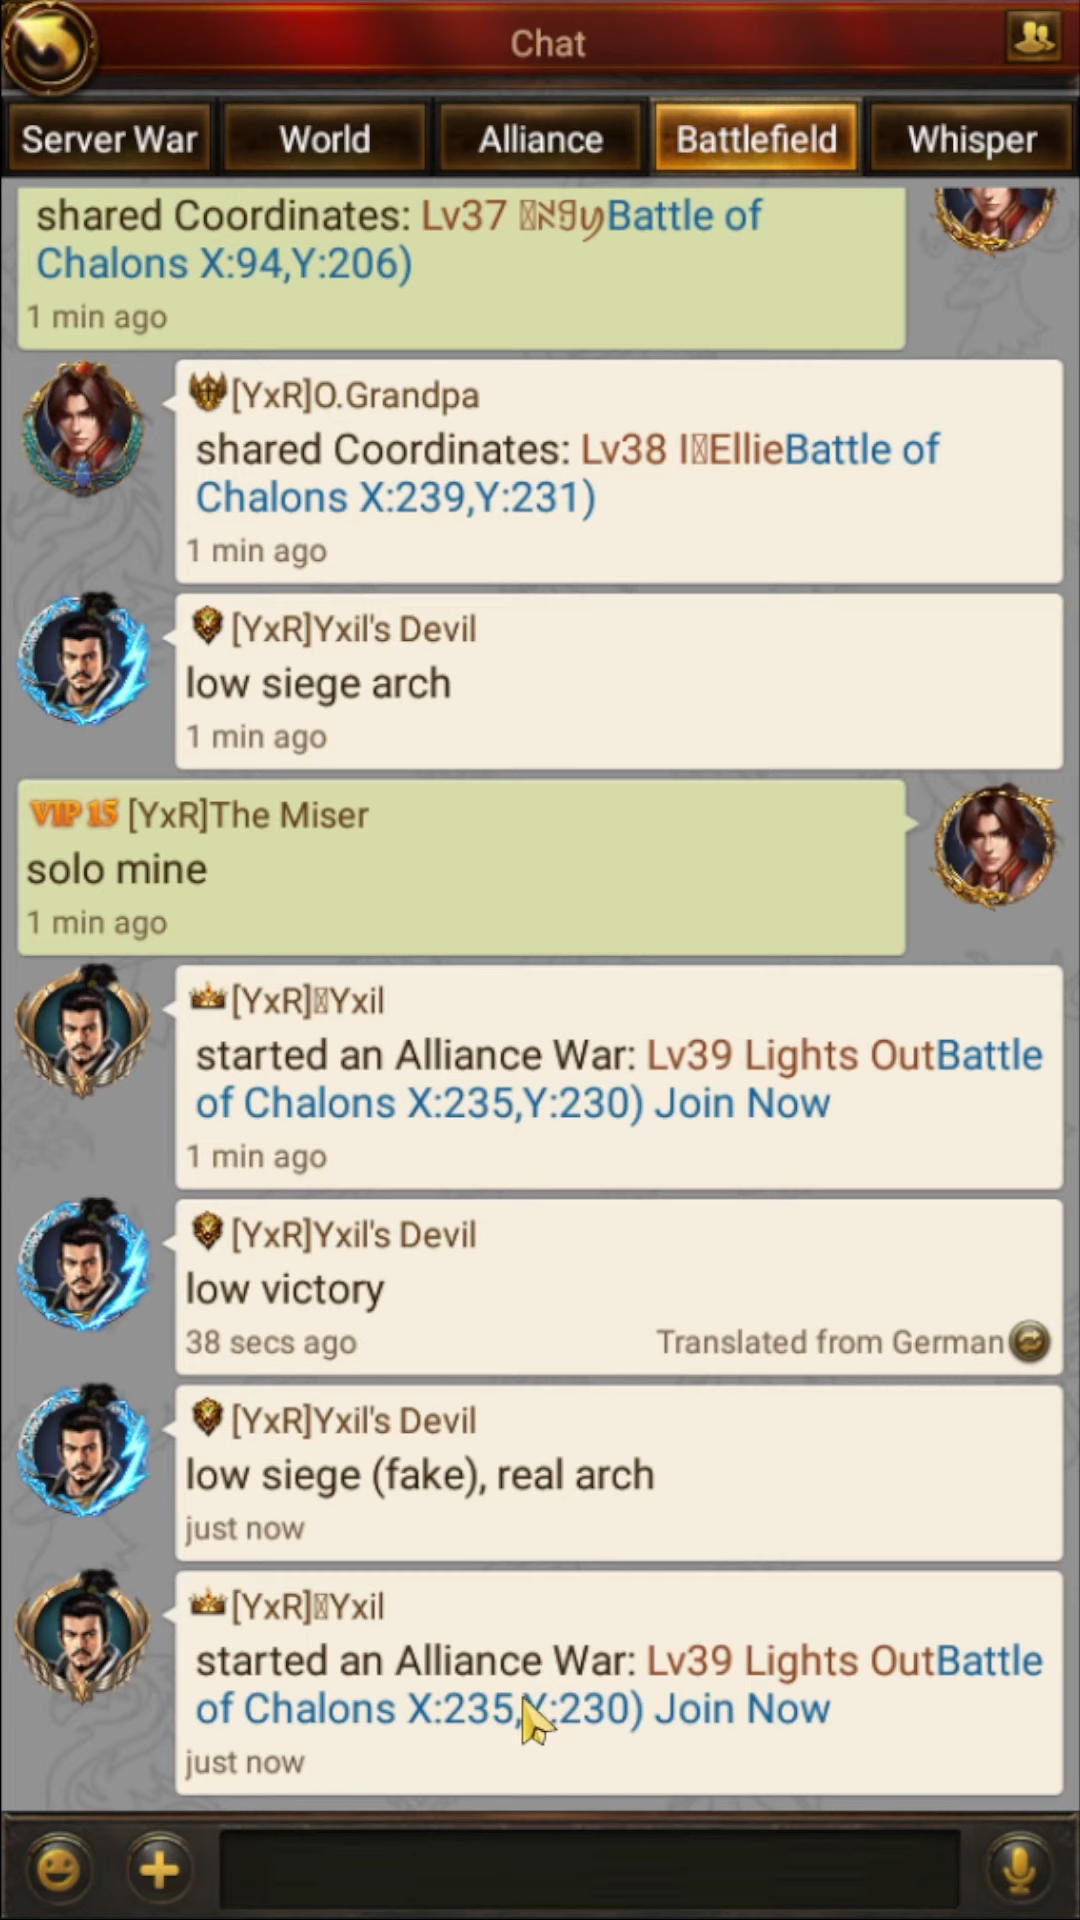 Chat
Server War
World
Alliance
Battlefield
Whisper
shared Coordinates: Lv37 Battle of
Chalons X:94,Y:206)
1 min ago
[YxR]O.Grandpa
shared Coordinates: Lv38 I▯EllieBattle of
Chalons X:239,Y:231)
1 min ago
[YxR]Yxil's Devil
low siege arch
1 min ago
VIP 15 [YxR]The Miser
solo mine
1 min ago
[YxR]▯Yxil
started an Alliance War: Lv39 Lights OutBattle
of Chalons X:235,Y:230) Join Now
1 min ago
[YxR]Yxil's Devil
low victory
38 secs ago Translated from German
[YxR]Yxil's Devil
low siege (fake), real arch
just now
[YxR]▯Yxil
started an Alliance War: Lv39 Lights OutBattle
of Chalons X:235,Y:230) Join Now
just now